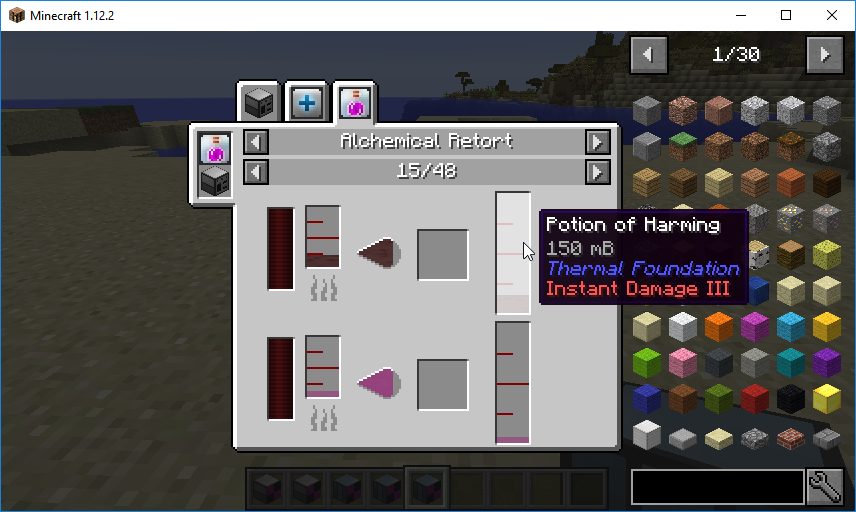 Minecraft 1.12.2
1/30
Alchemical Retort
15/48
Potion of Harming
150 mB
Thermal Foundation
Instant Damage III